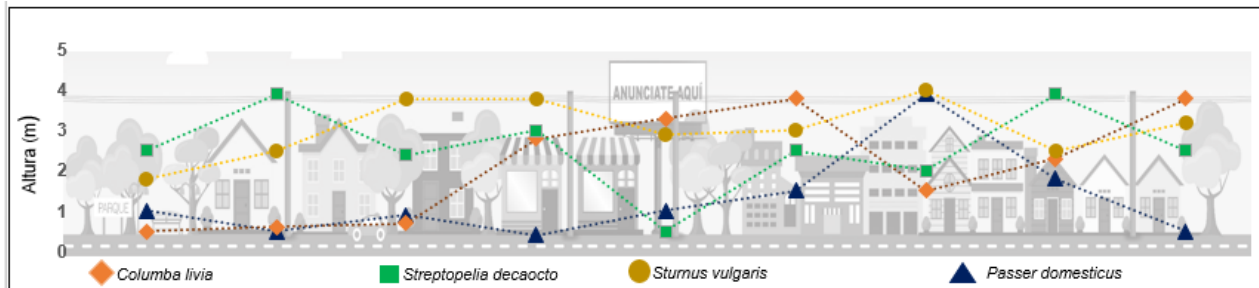 5
4
3
2
1
0
Altura (m)
ANUNCIATE AQUÍ
PARQUE
Columba livia
Streptopelia decaocto
Sturnus vulgaris
Passer domesticus